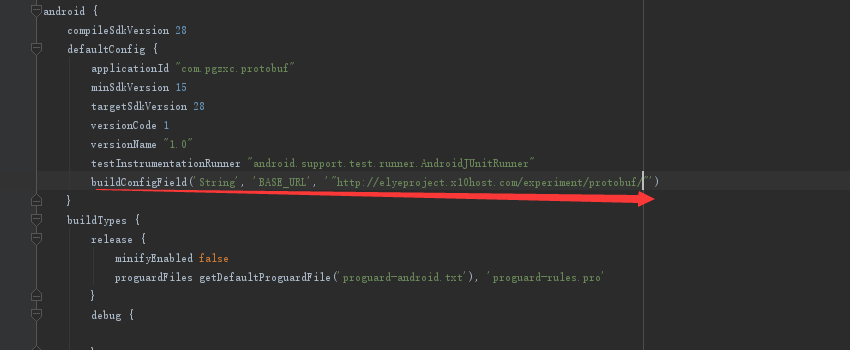 android {
compileSdkVersion 28
defaultConfig {
applicationId "com.pgzxc.protobuf"
minSdkVersion 15
targetSdkVersion 28
versionCode 1
versionName "1.0"
testInstrumentationRunner "android.support.test.runner.AndroidJUnitRunner"
buildConfigField('String', 'BASE_URL', '"http://elyeproject.x10host.com/experiment/protobuf/"')
}
buildTypes {
release {
minifyEnabled false
proguardFiles getDefaultProguardFile('proguard-android.txt'), 'proguard-rules.pro'
}
debug {
}